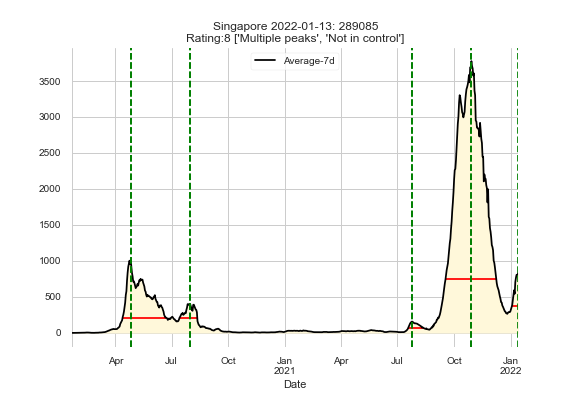 Singapore 2022-01-13: 289085
Rating:8 ['Multiple peaks', 'Not in control']
Average-7d
3500
3000
2500
2000
1500
1000
500
0
Apr Jul Oct Jan Apr Jul Oct Jan
2021 2022
Date